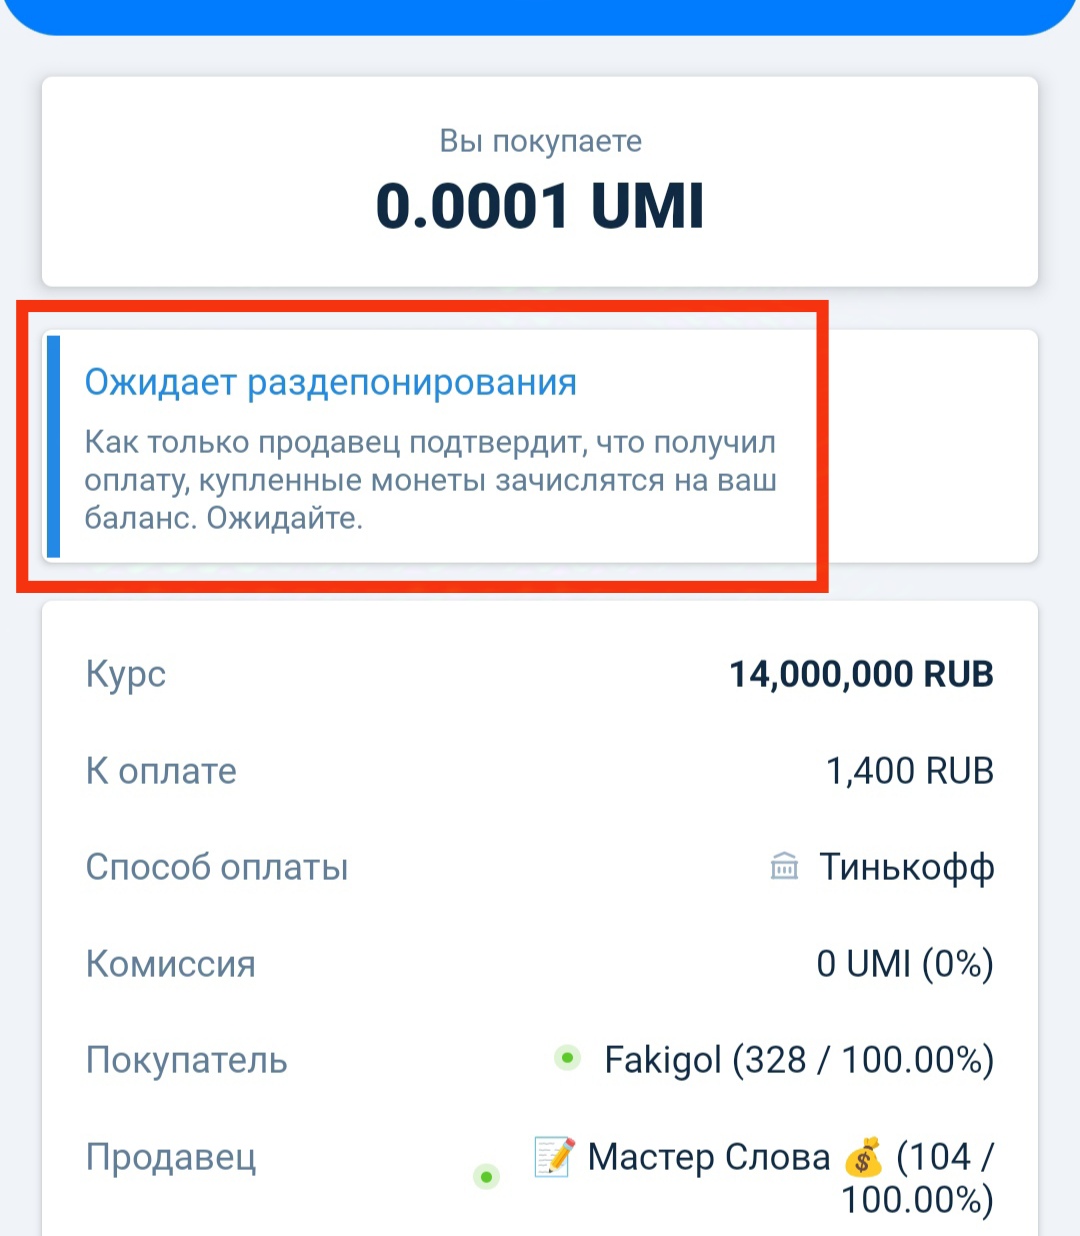 Вы покупаете
0.0001 UMI
Ожидает раздепонирования
Как только продавец подтвердит, что получил
оплату, купленные монеты зачислятся на ваш
баланс. Ожидайте.
Курс 14,000,000 RUB
К оплате 1,400 RUB
Способ оплаты Тинькофф
Комиссия 0 UMI (0%)
Покупатель Fakigol (328 / 100.00%)
Продавец 📝 Мастер Слова 💰 (104 /
100.00%)